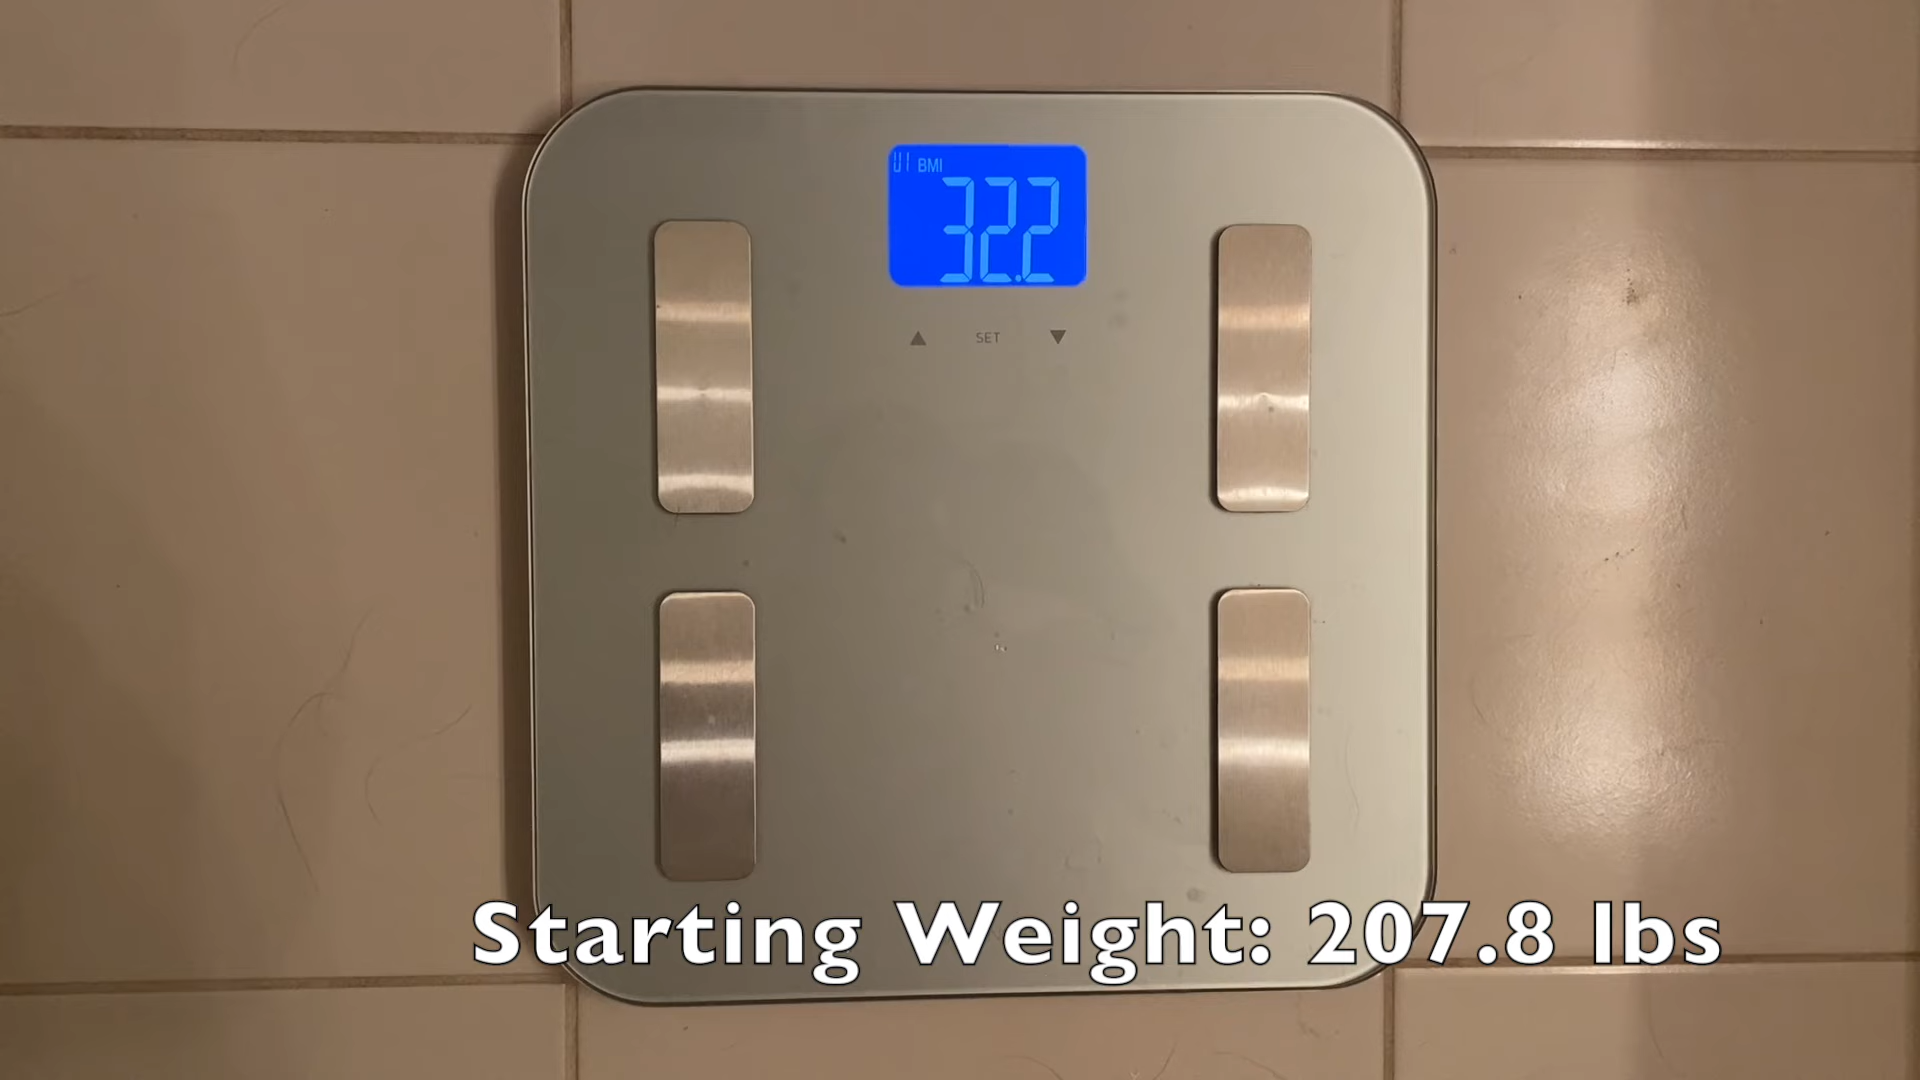 U1 BMI
32.2
▲ SET ▼
Starting Weight: 207.8 lbs